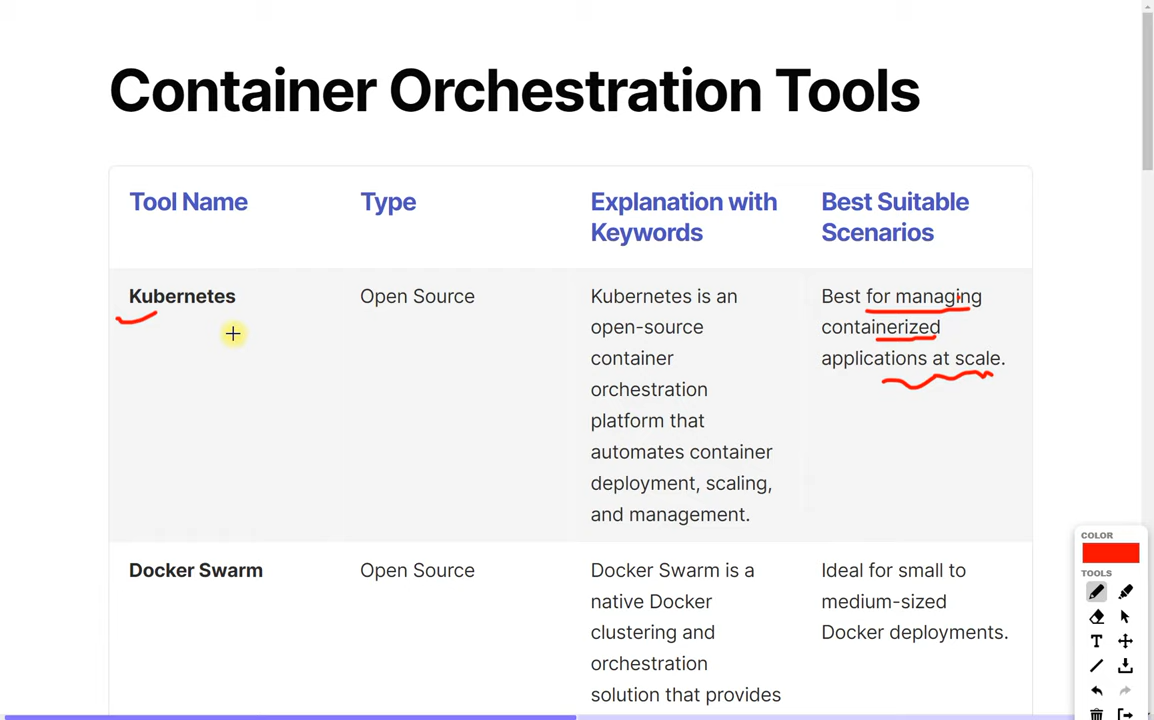 Container Orchestration Tools
Tool Name
Type
Explanation with
Keywords
Best Suitable
Scenarios
Kubernetes
Open Source
Kubernetes is an
open-source
container
orchestration
platform that
automates container
deployment, scaling,
and management.
Best for managing
containerized
applications at scale.
Docker Swarm
Open Source
Docker Swarm is a
native Docker
clustering and
orchestration
solution that provides
Ideal for small to
medium-sized
Docker deployments.
COLOR
TOOLS
T